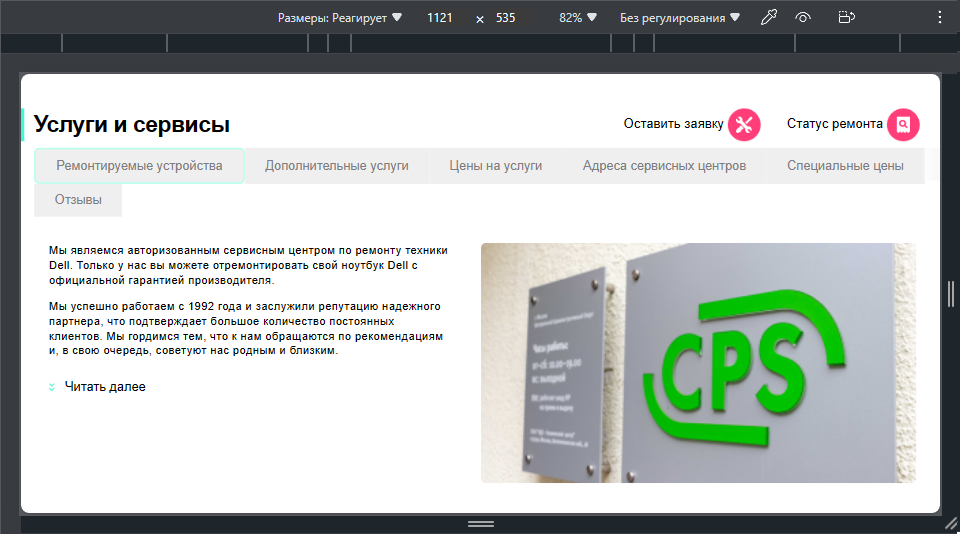 Размеры: Реагирует 1121 × 535 82% Без регулирования
Услуги и сервисы
Оставить заявку
Статус ремонта
Ремонтируемые устройства Дополнительные услуги Цены на услуги Адреса сервисных центров Специальные цены
Отзывы
Мы являемся авторизованным сервисным центром по ремонту техники
Dell. Только у нас вы можете отремонтировать свой ноутбук Dell с
официальной гарантией производителя.
Мы успешно работаем с 1992 года и заслужили репутацию надежного
партнера, что подтверждает большое количество постоянных
клиентов. Мы гордимся тем, что к нам обращаются по рекомендациям
и, в свою очередь, советуют нас родным и близким.
Читать далее
Часы работы:
CPS